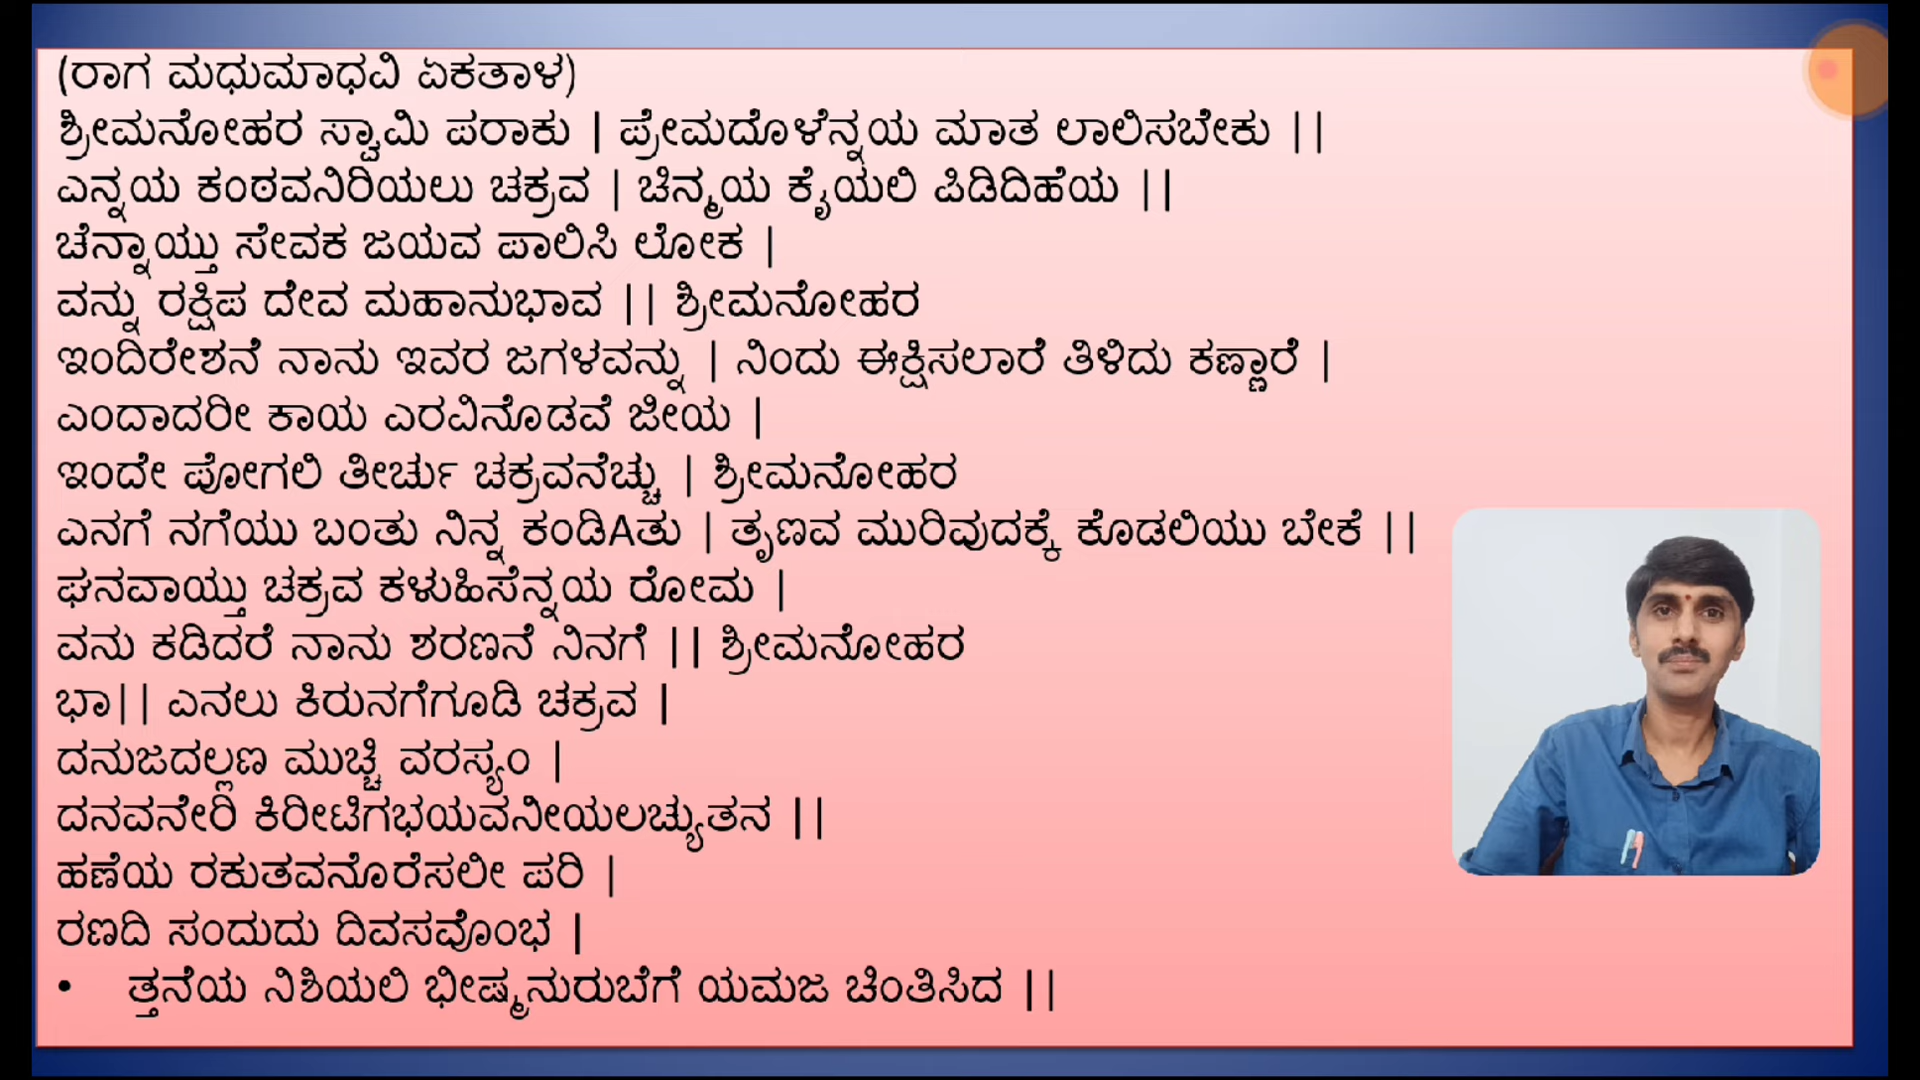 (ರಾಗ ಮಧುಮಾಧವಿ ಏಕತಾಳ)
ಶ್ರೀಮನೋಹರ ಸ್ವಾಮಿ ಪರಾಕು | ಪ್ರೇಮದೊಳೆನ್ನಯ ಮಾತ ಲಾಲಿಸಬೇಕು ||
ಎನ್ನಯ ಕಂಠವನಿರಿಯಲು ಚಕ್ರವ | ಚಿನ್ಮಯ ಕೈಯಲಿ ಪಿಡಿದಿಹೆಯ ||
ಚೆನ್ನಾಯ್ತು ಸೇವಕ ಜಯವ ಪಾಲಿಸಿ ಲೋಕ |
ವನ್ನು ರಕ್ಷಿಪ ದೇವ ಮಹಾನುಭಾವ || ಶ್ರೀಮನೋಹರ
ಇಂದಿರೇಶನೆ ನಾನು ಇವರ ಜಗಳವನ್ನು | ನಿಂದು ಈಕ್ಷಿಸಲಾರೆ ತಿಳಿದು ಕಣ್ಣಾರೆ |
ಎಂದಾದರೀ ಕಾಯ ಎರವಿನೊಡವೆ ಜೀಯ |
ಇಂದೇ ಪೋಗಲಿ ತೀರ್ಚು ಚಕ್ರವನೆಚ್ಚು | ಶ್ರೀಮನೋಹರ
ಎನಗೆ ನಗೆಯು ಬಂತು ನಿನ್ನ ಕಂಡಿAತು | ತೃಣವ ಮುರಿವುದಕ್ಕೆ ಕೊಡಲಿಯು ಬೇಕೆ ||
ಘನವಾಯ್ತು ಚಕ್ರವ ಕಳುಹಿಸೆನ್ನಯ ರೋಮ |
ವನು ಕಡಿದರೆ ನಾನು ಶರಣನೆ ನಿನಗೆ || ಶ್ರೀಮನೋಹರ
ಭಾ|| ಎನಲು ಕಿರುನಗೆಗೂಡಿ ಚಕ್ರವ |
ದನುಜದಲ್ಲಣ ಮುಚ್ಚಿ ವರಸ್ಯಂ |
ದನವನೇರಿ ಕಿರೀಟಿಗಭಯವನೀಯಲಚ್ಯುತನ ||
ಹಣೆಯ ರಕುತವನೊರೆಸಲೀ ಪರಿ |
ರಣದಿ ಸಂದುದು ದಿವಸವೊಂಭ |
• ತ್ತನೆಯ ನಿಶಿಯಲಿ ಭೀಷ್ಮನುರುಬೆಗೆ ಯಮಜ ಚಿಂತಿಸಿದ ||